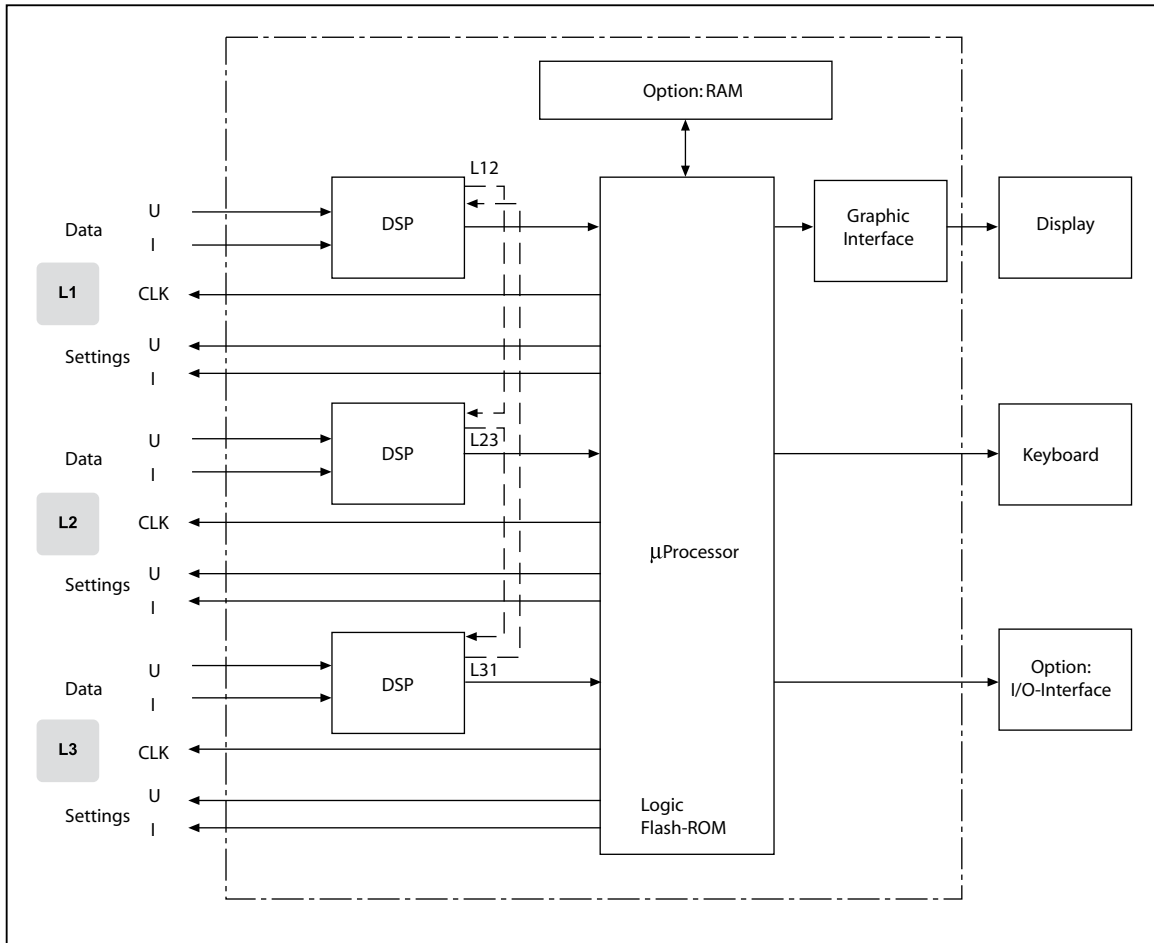 Option: RAM
L12
U
Data
I
DSP
Graphic
Interface
Display
L1
CLK
U
Settings
I
U
Data
I
DSP
L23
Keyboard
L2
CLK
µProcessor
U
Settings
I
U
Data
I
DSP
L31
Option:
I/O-Interface
L3
CLK
U
Settings
I
Logic
Flash-ROM